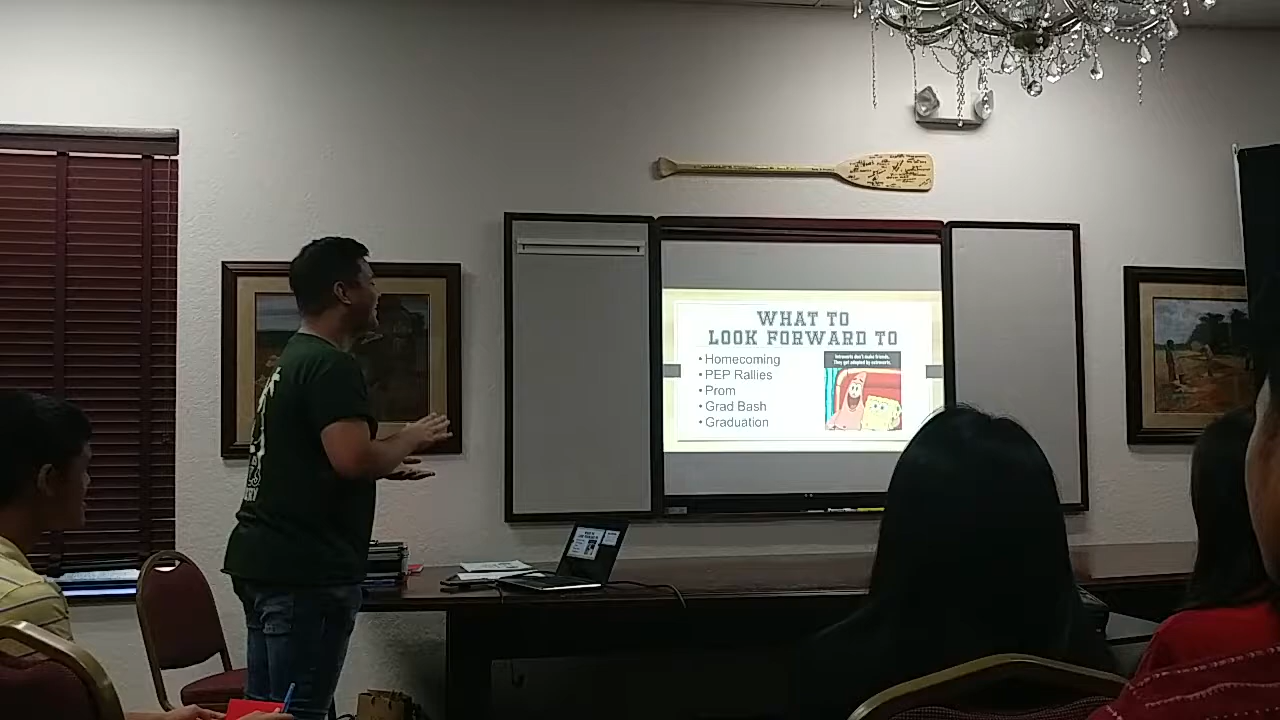 WHAT TO
LOOK FORWARD TO
• Homecoming
• PEP Rallies
• Prom
• Grad Bash
• Graduation
Introverts don't make friends.
They get adopted by extroverts.